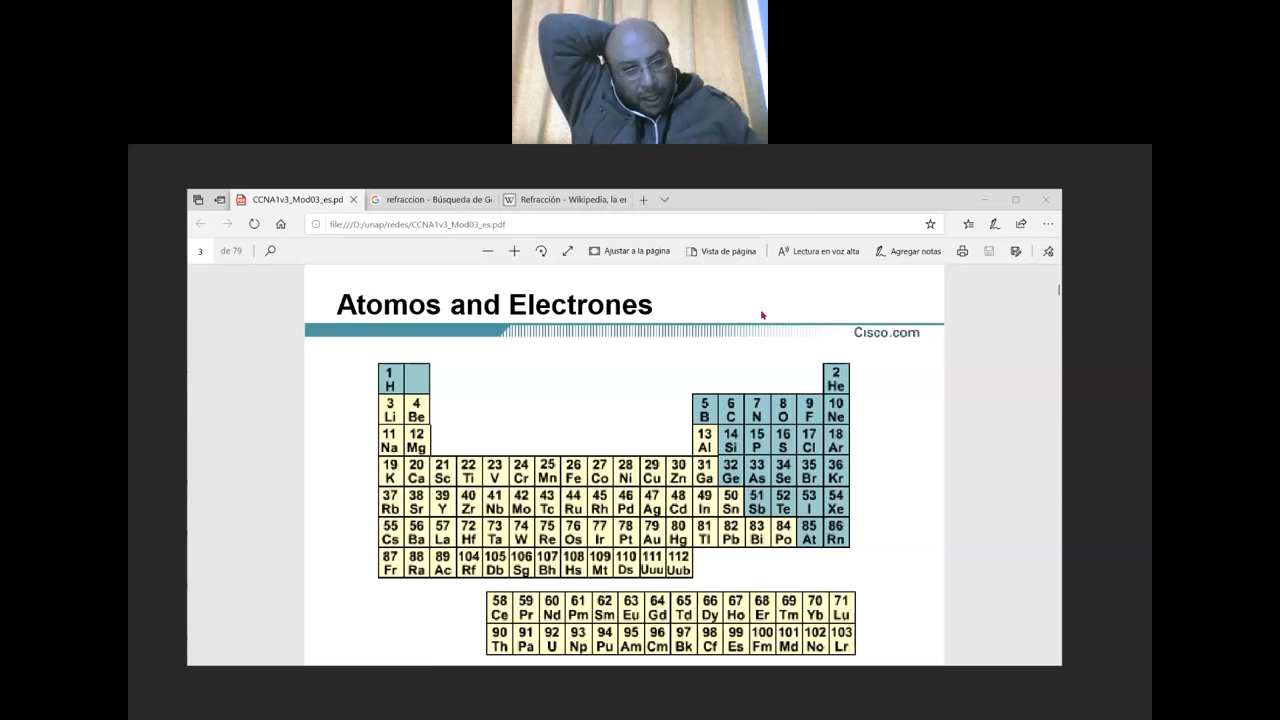 CCNA1v3_Mod03_es.pd
refraccion - Búsqueda de G
Refracción - Wikipedia, la er
file:///D:/unap/redes/CCNA1v3_Mod03_es.pdf
3 de 79
Ajustar a la página
Vista de página
Lectura en voz alta
Agregar notas
Atomos and Electrones
Cisco.com
1 2
H He
3 4 5 6 7 8 9 10
Li Be B C N O F Ne
11 12 13 14 15 16 17 18
Na Mg Al Si P S Cl Ar
19 20 21 22 23 24 25 26 27 28 29 30 31 32 33 34 35 36
K Ca Sc Ti V Cr Mn Fe Co Ni Cu Zn Ga Ge As Se Br Kr
37 38 39 40 41 42 43 44 45 46 47 48 49 50 51 52 53 54
Rb Sr Y Zr Nb Mo Tc Ru Rh Pd Ag Cd In Sn Sb Te I Xe
55 56 57 72 73 74 75 76 77 78 79 80 81 82 83 84 85 86
Cs Ba La Hf Ta W Re Os Ir Pt Au Hg Tl Pb Bi Po At Rn
87 88 89 104 105 106 107 108 109 110 111 112
Fr Ra Ac Rf Db Sg Bh Hs Mt Ds Uuu Uub
58 59 60 61 62 63 64 65 66 67 68 69 70 71
Ce Pr Nd Pm Sm Eu Gd Td Dy Ho Er Tm Yb Lu
90 91 92 93 94 95 96 97 98 99 100 101 102 103
Th Pa U Np Pu Am Cm Bk Cf Es Fm Md No Lr